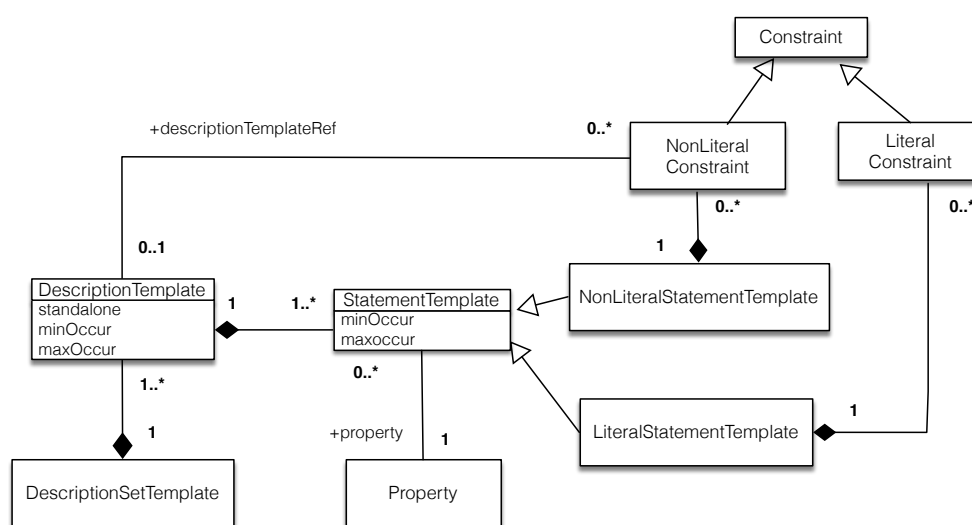 Constraint
+descriptionTemplateRef
0..*
NonLiteral
Constraint
Literal
Constraint
0..*
0..*
0..1
1
DescriptionTemplate
standalone
minOccur
maxOccur
1
1..*
StatementTemplate
minOccur
maxoccur
NonLiteralStatementTemplate
1..*
0..*
1
+property
1
LiteralStatementTemplate
1
DescriptionSetTemplate
Property